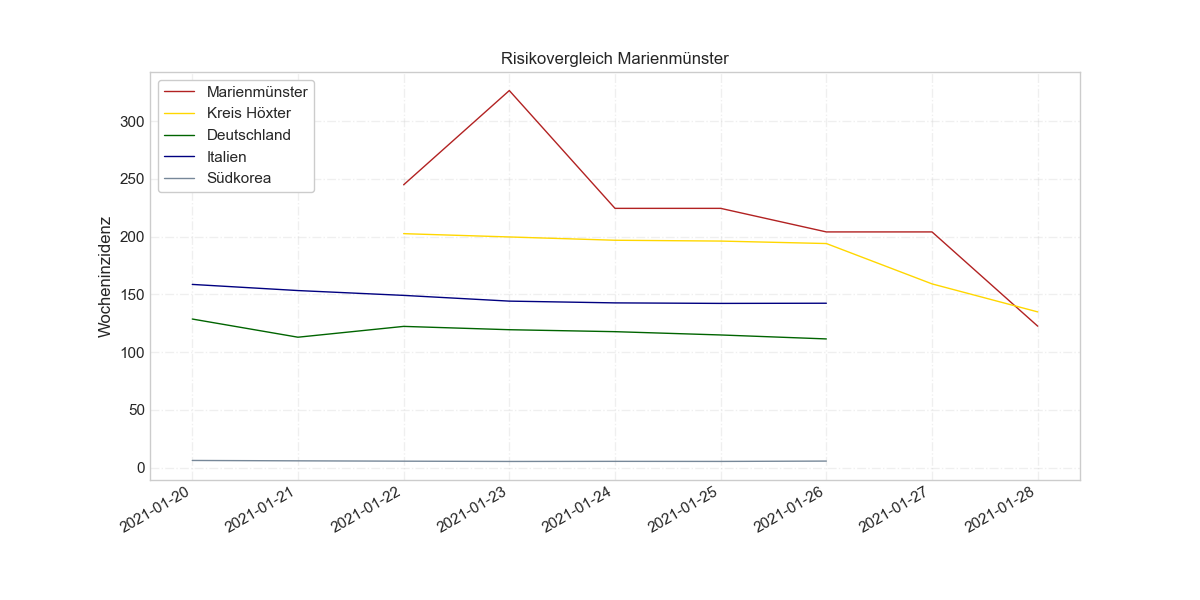 Risikovergleich Marienmünster
Marienmünster
Kreis Höxter
Deutschland
Italien
Südkorea
Wocheninzidenz
300
250
200
150
100
50
0
2021-01-20
2021-01-21
2021-01-22
2021-01-23
2021-01-24
2021-01-25
2021-01-26
2021-01-27
2021-01-28